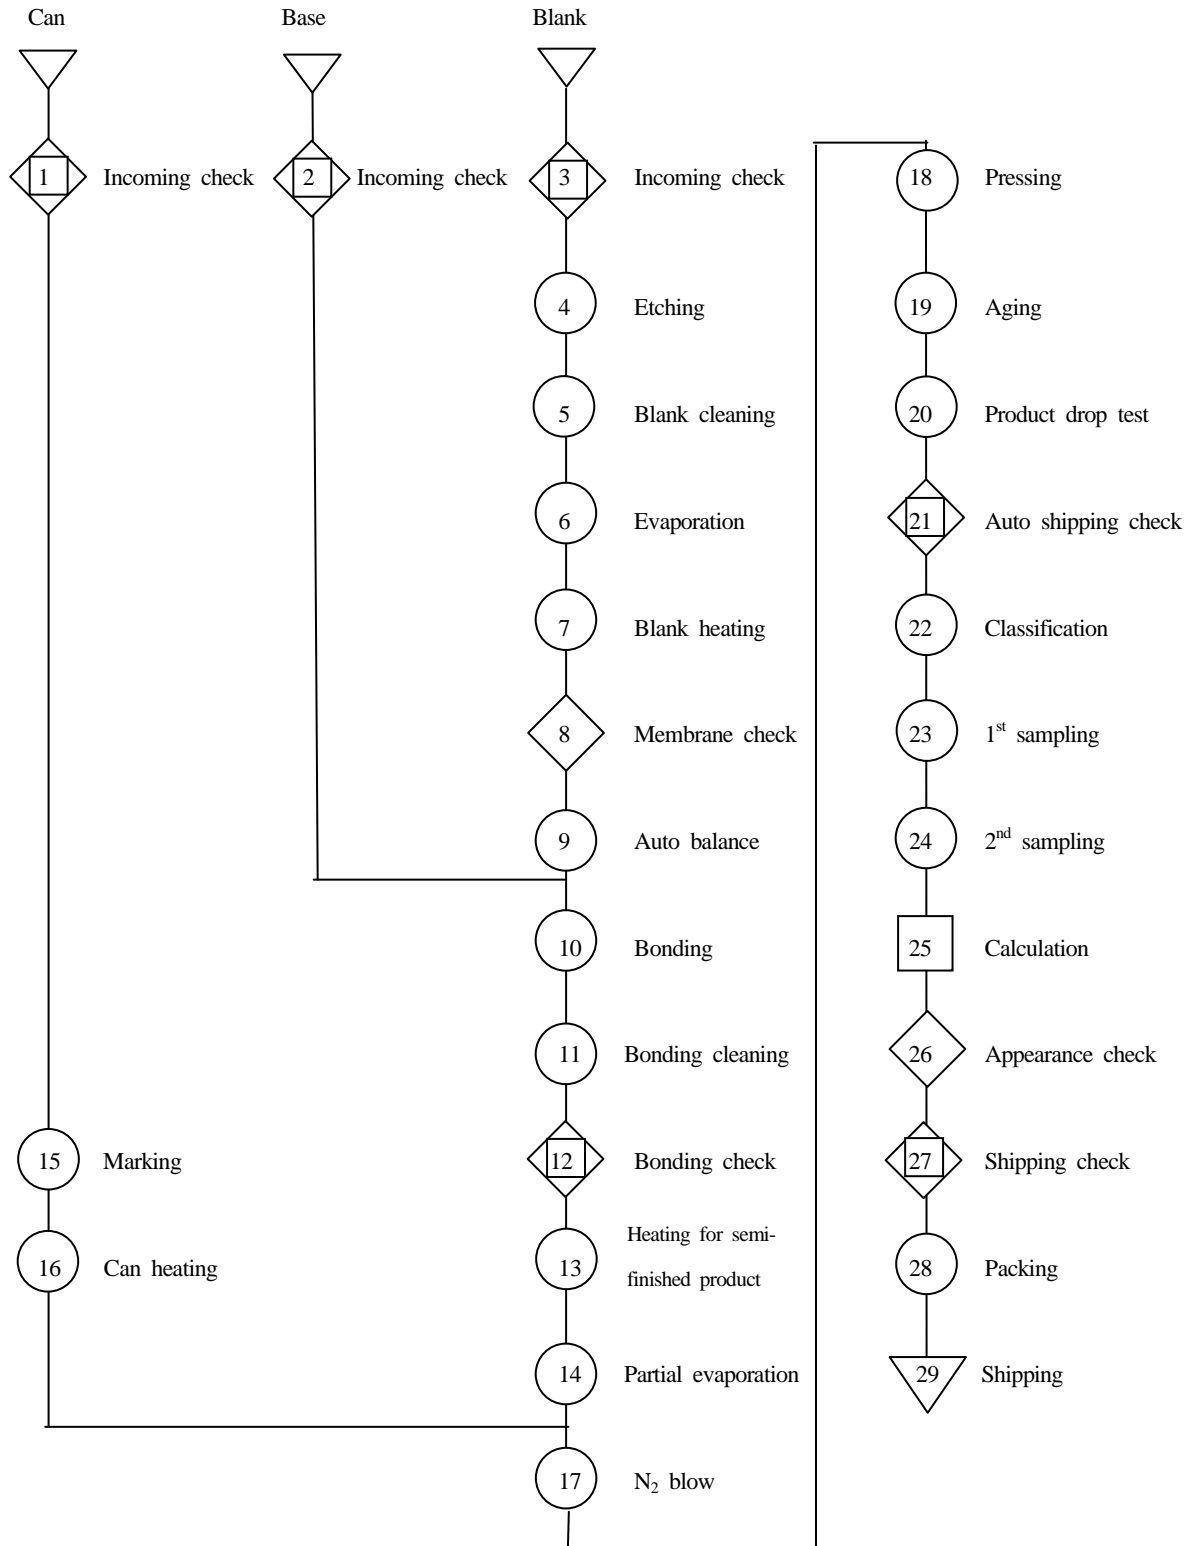 Can
Base
Blank
1 Incoming check
2 Incoming check
3 Incoming check
4 Etching
5 Blank cleaning
6 Evaporation
7 Blank heating
8 Membrane check
9 Auto balance
10 Bonding
11 Bonding cleaning
12 Bonding check
13 Heating for semi-
finished product
14 Partial evaporation
15 Marking
16 Can heating
17 N₂ blow
18 Pressing
19 Aging
20 Product drop test
21 Auto shipping check
22 Classification
23 1st sampling
24 2nd sampling
25 Calculation
26 Appearance check
27 Shipping check
28 Packing
29 Shipping